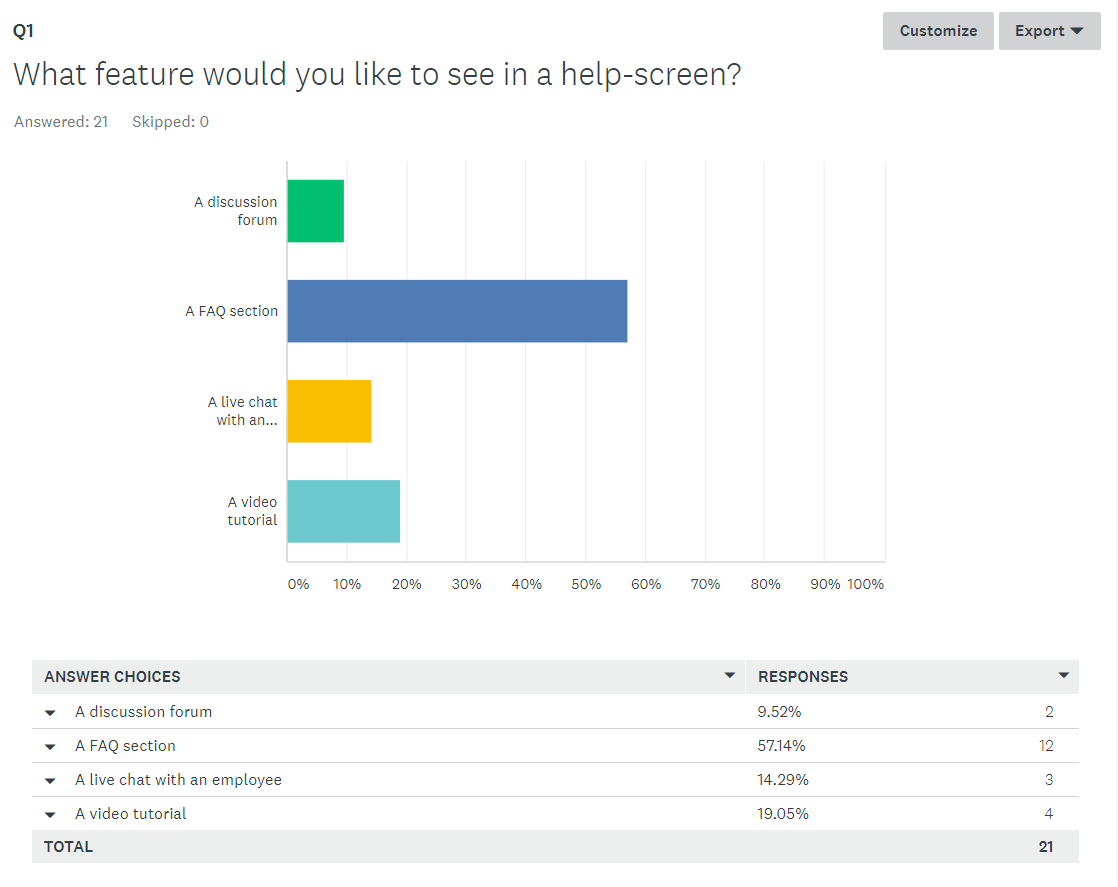 Q1
Customize
Export
What feature would you like to see in a help-screen?
Answered: 21 Skipped: 0
A discussion
forum
A FAQ section
A live chat
with an...
A video
tutorial
0% 10% 20% 30% 40% 50% 60% 70% 80% 90% 100%
ANSWER CHOICES RESPONSES
A discussion forum 9.52% 2
A FAQ section 57.14% 12
A live chat with an employee 14.29% 3
A video tutorial 19.05% 4
TOTAL 21